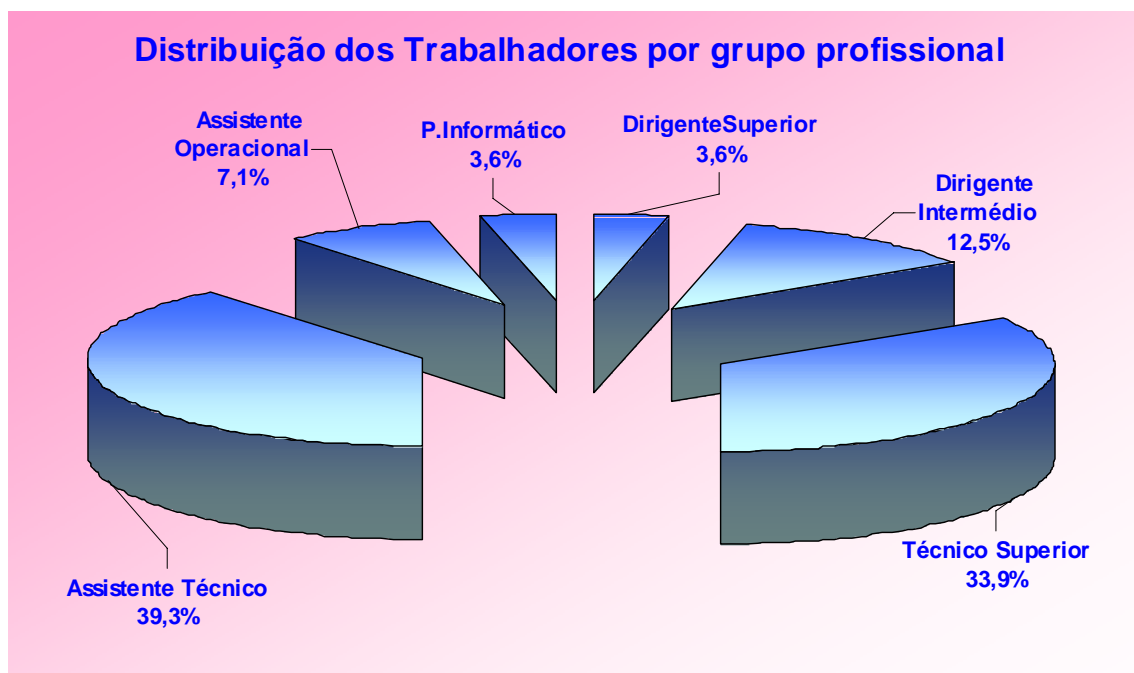 Distribuição dos Trabalhadores por grupo profissional
Assistente
Operacional
7,1%
P.Informático
3,6%
DirigenteSuperior
3,6%
Dirigente
Intermédio
12,5%
Técnico Superior
33,9%
Assistente Técnico
39,3%